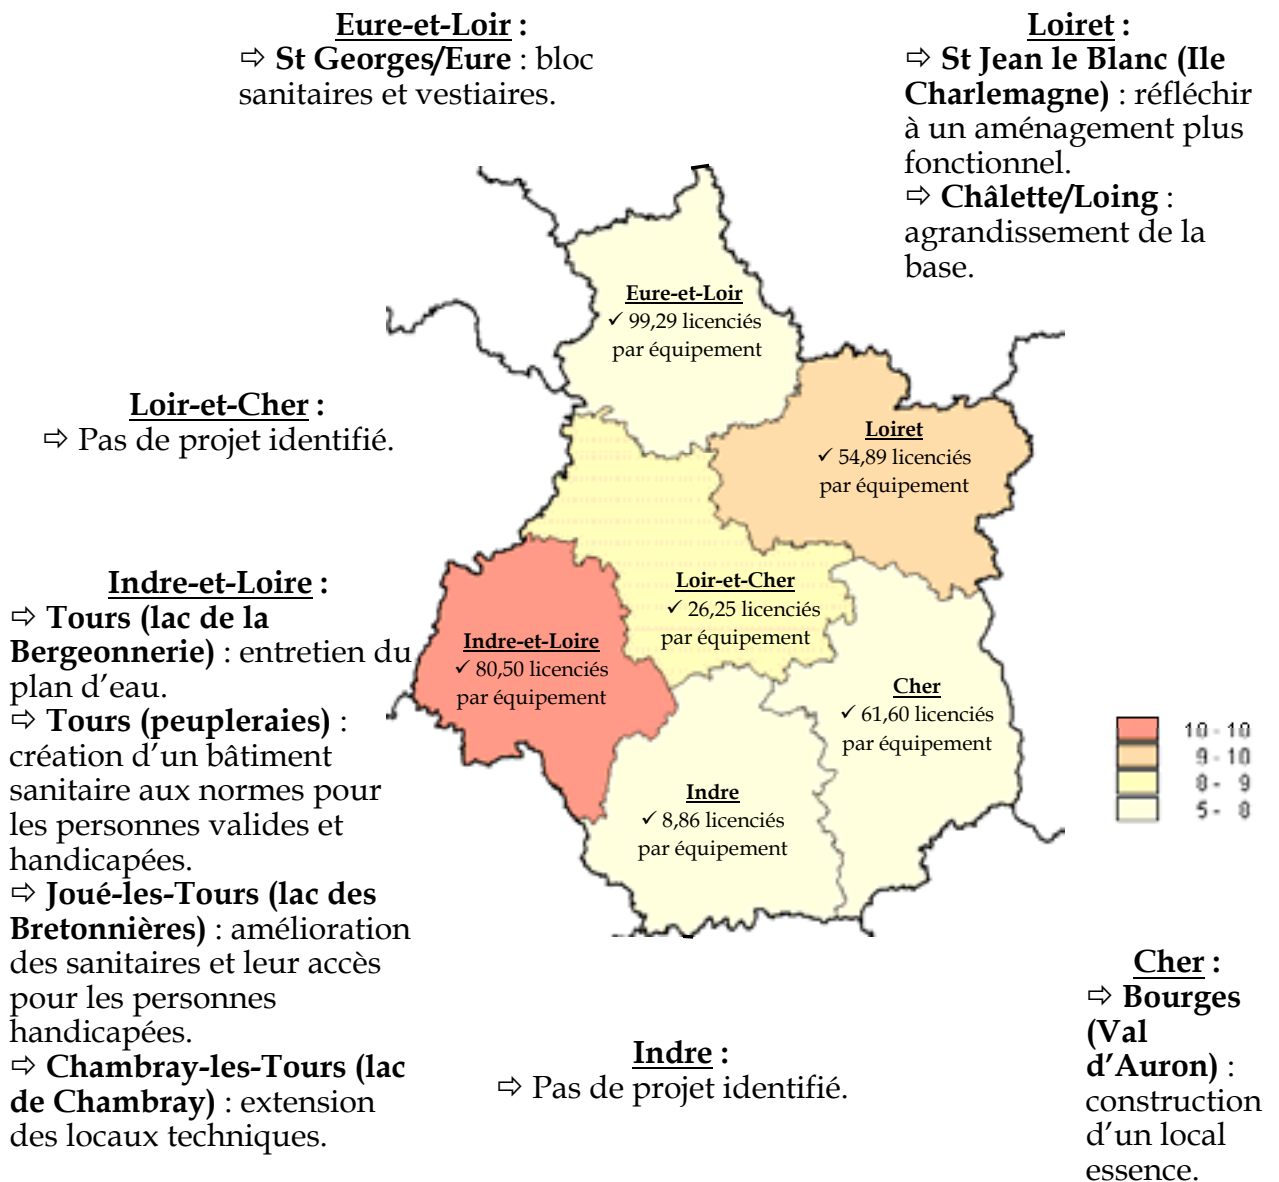 Eure-et-Loir :
⇨ St Georges/Eure : bloc
sanitaires et vestiaires.
Loiret :
⇨ St Jean le Blanc (Ile
Charlemagne) : réfléchir
à un aménagement plus
fonctionnel.
⇨ Châlette/Loing :
agrandissement de la
base.
Eure-et-Loir
✓ 99,29 licenciés
par équipement
Loir-et-Cher :
⇨ Pas de projet identifié.
Loiret
✓ 54,89 licenciés
par équipement
Indre-et-Loire :
⇨ Tours (lac de la
Bergeonnerie) : entretien du
plan d’eau.
⇨ Tours (peupleraies) :
création d’un bâtiment
sanitaire aux normes pour
les personnes valides et
handicapées.
⇨ Joué-les-Tours (lac des
Bretonnières) : amélioration
des sanitaires et leur accès
pour les personnes
handicapées.
⇨ Chambray-les-Tours (lac
de Chambray) : extension
des locaux techniques.
Loir-et-Cher
✓ 26,25 licenciés
par équipement
Indre-et-Loire
✓ 80,50 licenciés
par équipement
Cher
✓ 61,60 licenciés
par équipement
Indre
✓ 8,86 licenciés
par équipement
10 - 10
9 - 10
8 - 9
5 - 8
Indre :
⇨ Pas de projet identifié.
Cher :
⇨ Bourges
(Val
d’Auron) :
construction
d’un local
essence.